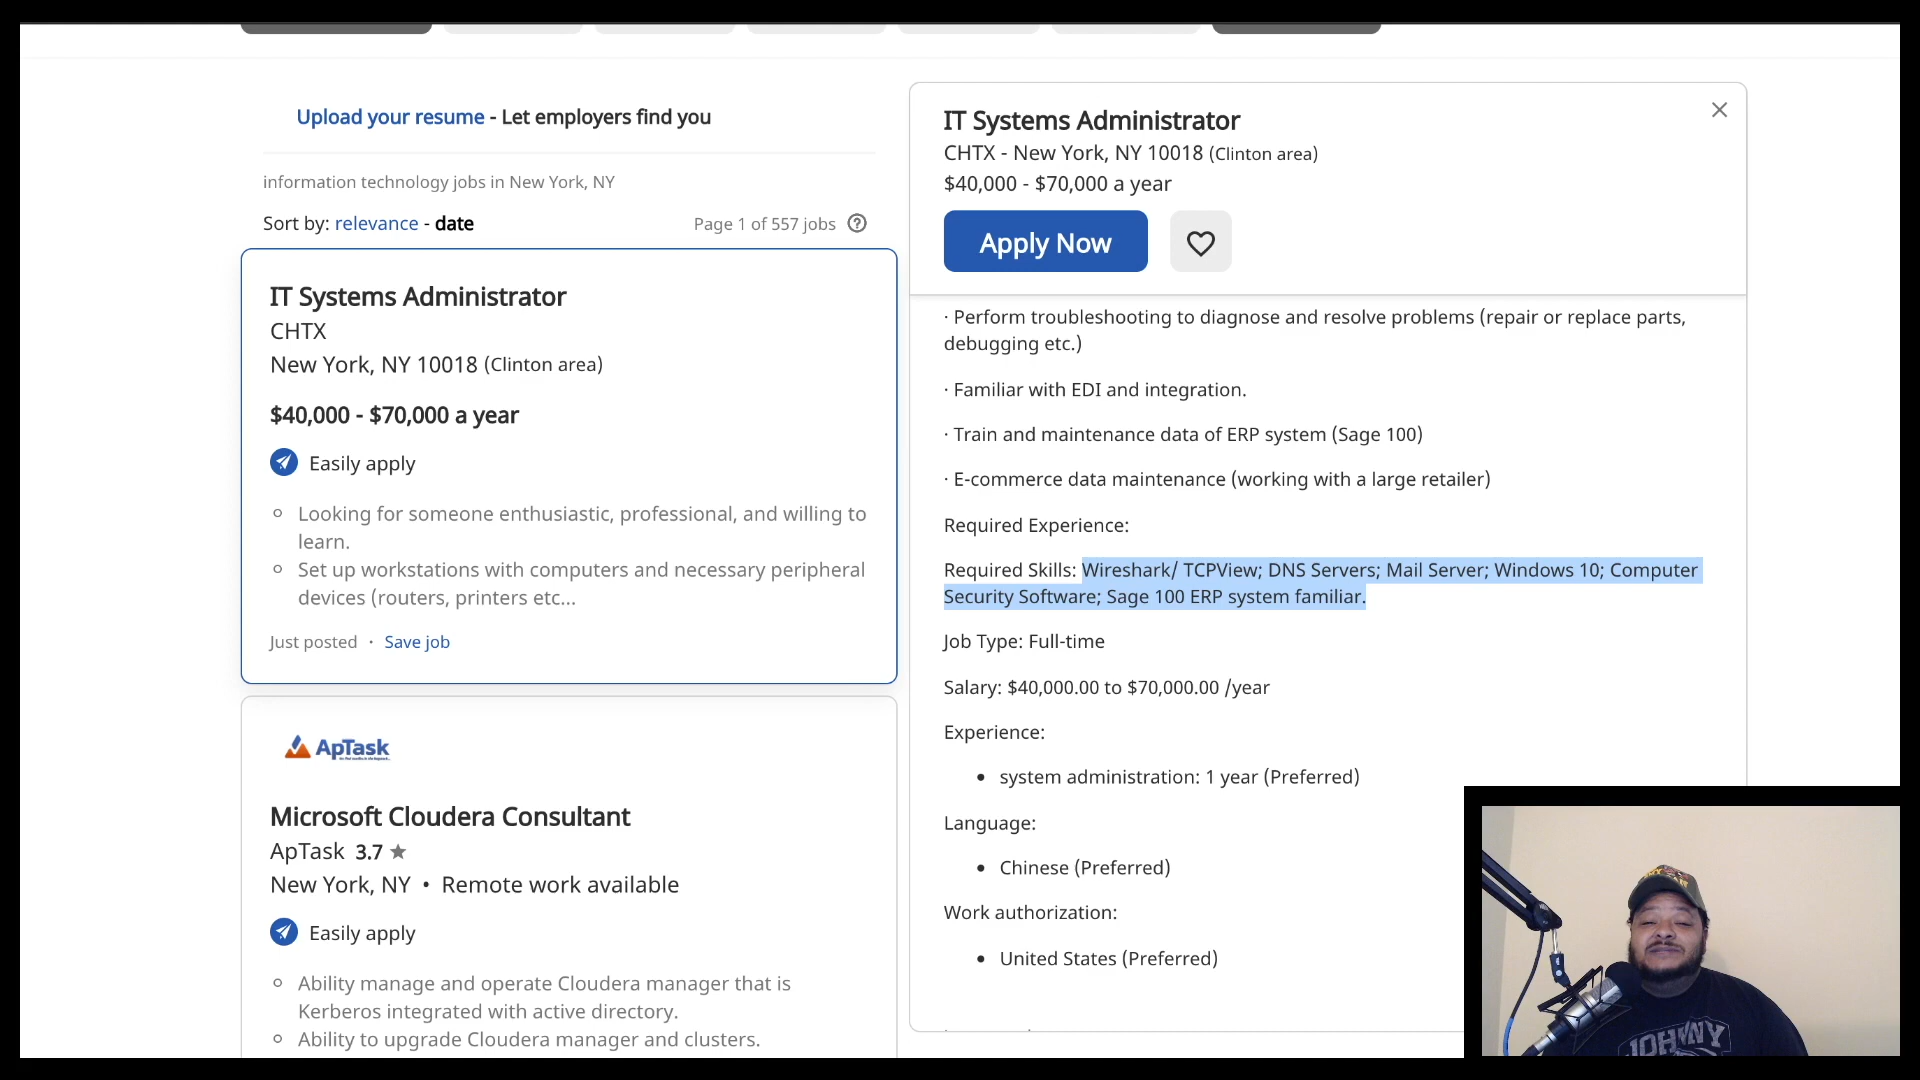 Upload your resume - Let employers find you
information technology jobs in New York, NY
Sort by: relevance - date
Page 1 of 557 jobs
IT Systems Administrator
CHTX
New York, NY 10018 (Clinton area)
$40,000 - $70,000 a year
Easily apply
Looking for someone enthusiastic, professional, and willing to
learn.
Set up workstations with computers and necessary peripheral
devices (routers, printers etc...
Just posted · Save job
ApTask
Microsoft Cloudera Consultant
ApTask 3.7 ★
New York, NY • Remote work available
Easily apply
Ability manage and operate Cloudera manager that is
Kerberos integrated with active directory.
Ability to upgrade Cloudera manager and clusters.
IT Systems Administrator
CHTX - New York, NY 10018 (Clinton area)
$40,000 - $70,000 a year
Apply Now
· Perform troubleshooting to diagnose and resolve problems (repair or replace parts,
debugging etc.)
· Familiar with EDI and integration.
· Train and maintenance data of ERP system (Sage 100)
· E-commerce data maintenance (working with a large retailer)
Required Experience:
Required Skills: Wireshark/ TCPView; DNS Servers; Mail Server; Windows 10; Computer
Security Software; Sage 100 ERP system familiar.
Job Type: Full-time
Salary: $40,000.00 to $70,000.00 /year
Experience:
• system administration: 1 year (Preferred)
Language:
• Chinese (Preferred)
Work authorization:
• United States (Preferred)
JOHNNY